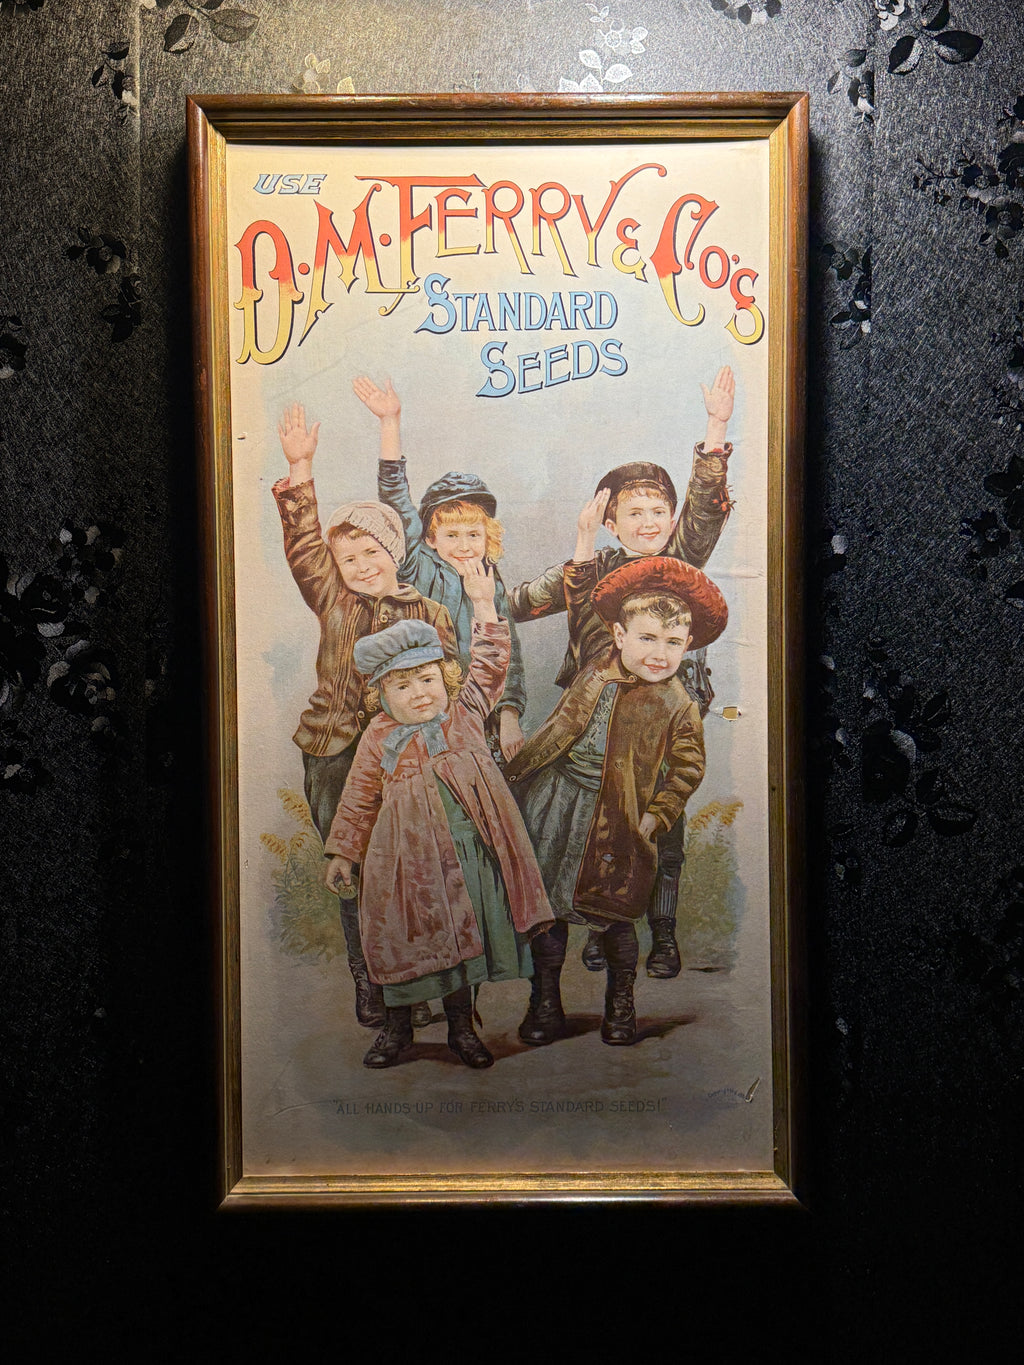 USE
D.M. FERRY & CO'S
STANDARD
SEEDS
"ALL HANDS UP FOR FERRY'S STANDARD SEEDS!"